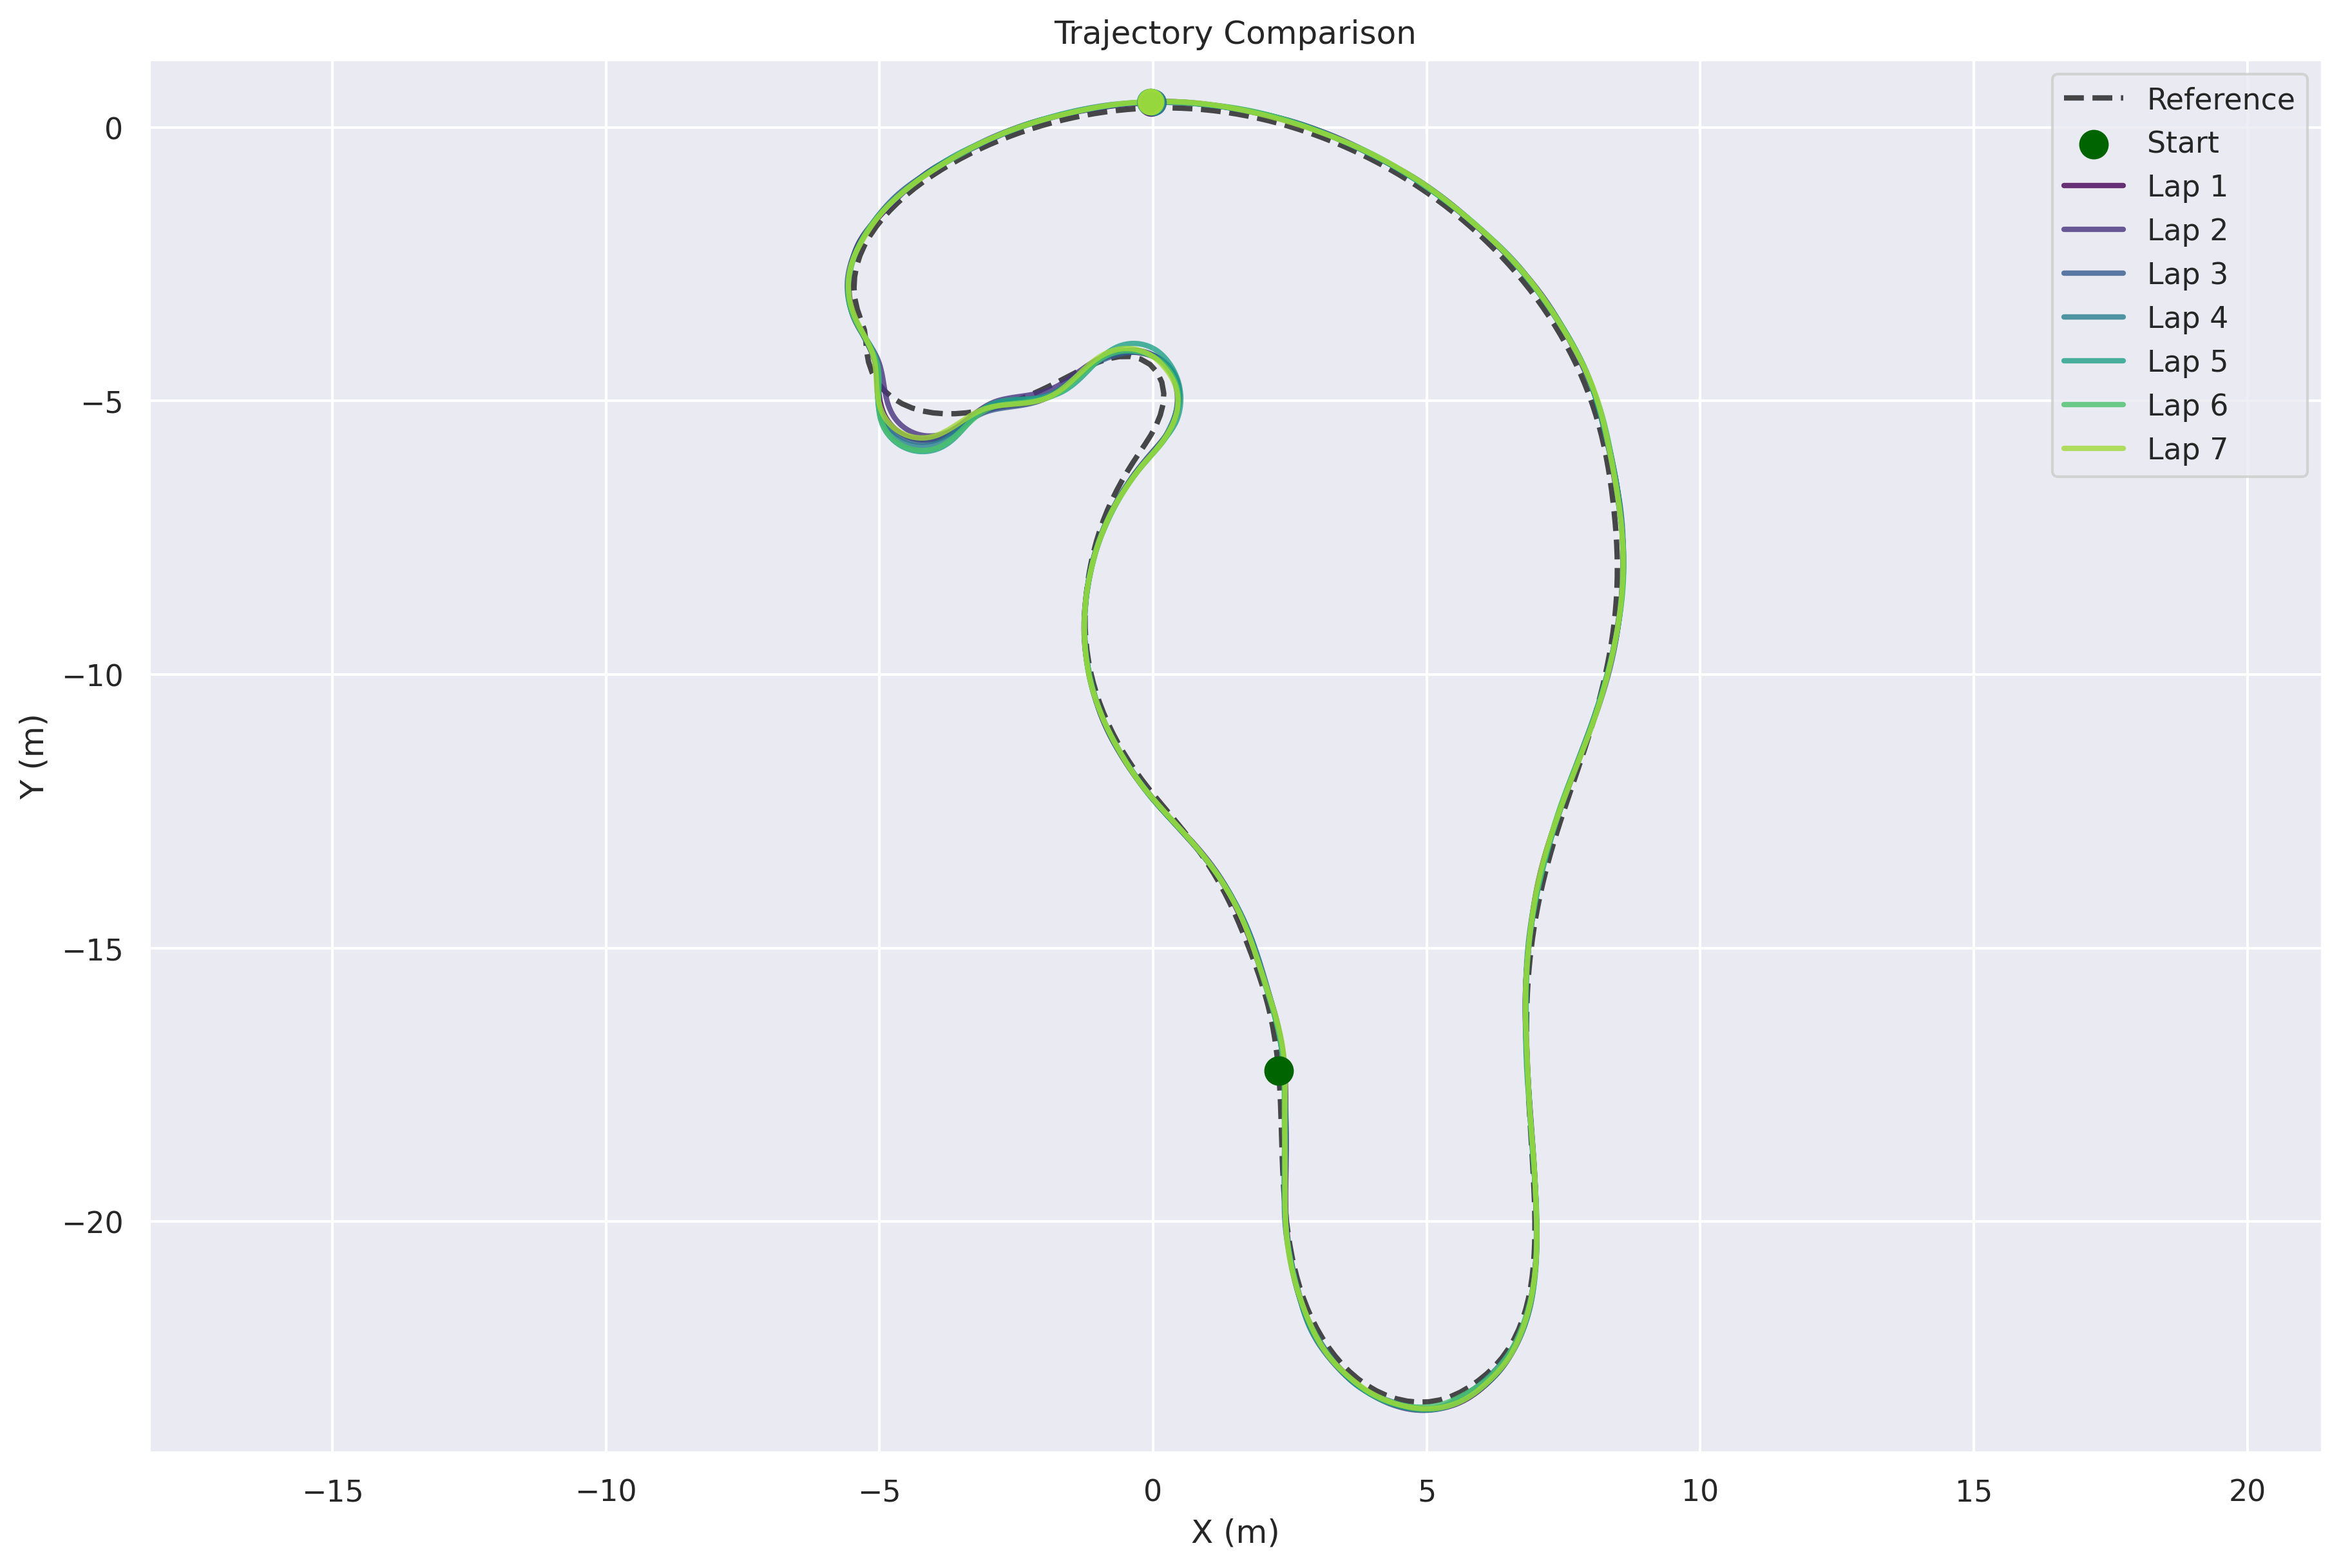 Trajectory Comparison
Reference
Start
Lap 1
Lap 2
Lap 3
Lap 4
Lap 5
Lap 6
Lap 7
0
−5
−10
−15
−20
Y (m)
−15 −10 −5 0 5 10 15 20
X (m)